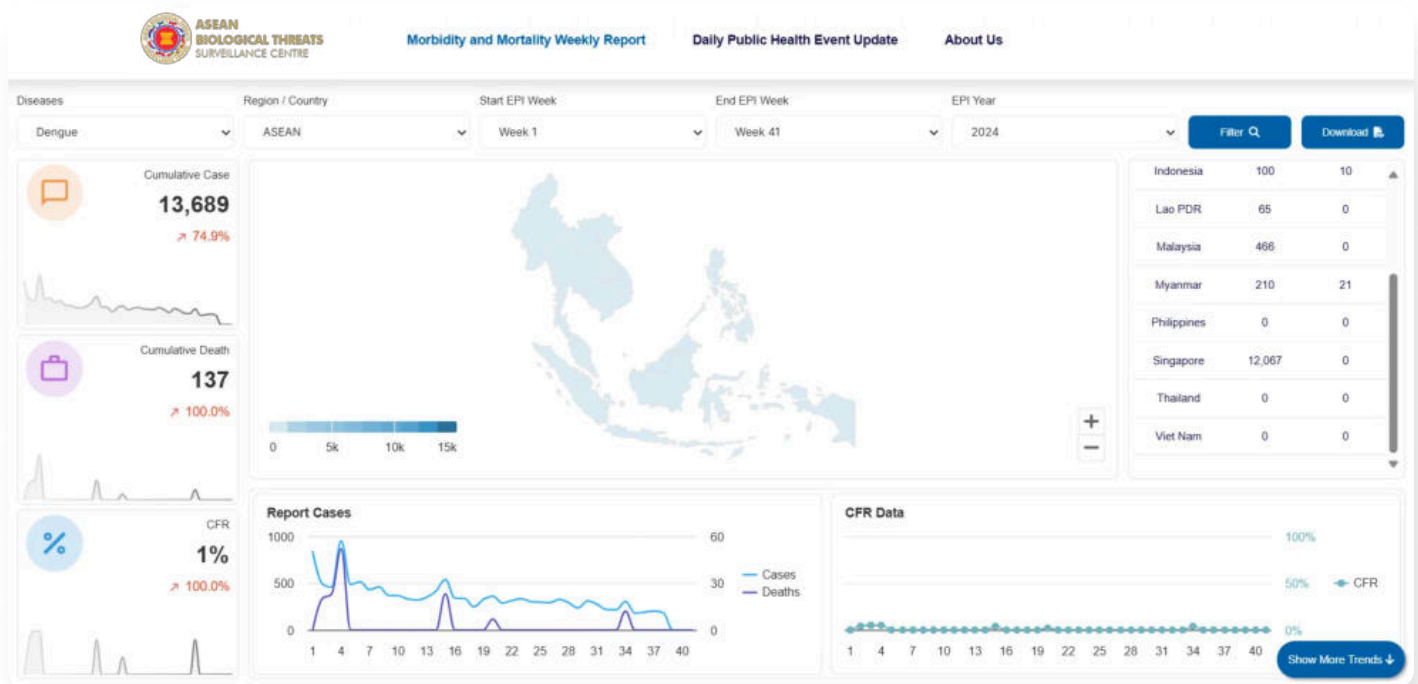 ASEAN
BIOLOGICAL THREATS
SURVEILLANCE CENTRE
Morbidity and Mortality Weekly Report
Daily Public Health Event Update
About Us
Diseases
Region / Country
Start EPI Week
End EPI Week
EPI Year
Dengue
ASEAN
Week 1
Week 41
2024
Filter
Download
Cumulative Case
13,689
74.9%
Cumulative Death
137
100.0%
CFR
1%
100.0%
0 5k 10k 15k
+
−
Indonesia 100 10
Lao PDR 65 0
Malaysia 466 0
Myanmar 210 21
Philippines 0 0
Singapore 12,067 0
Thailand 0 0
Viet Nam 0 0
Report Cases
1000 60
500 30
0 0
Cases
Deaths
1 4 7 10 13 16 19 22 25 28 31 34 37 40
CFR Data
100%
50%
0%
CFR
1 4 7 10 13 16 19 22 25 28 31 34 37 40
Show More Trends